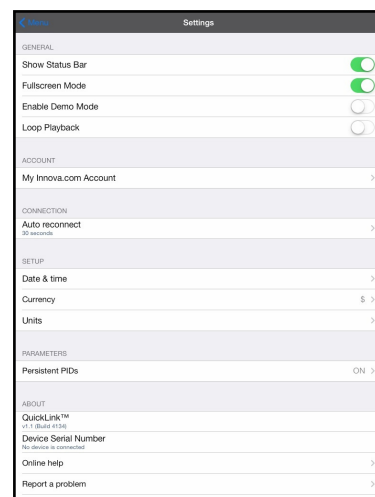 Menu
Settings
GENERAL
Show Status Bar
Fullscreen Mode
Enable Demo Mode
Loop Playback
ACCOUNT
My Innova.com Account
CONNECTION
Auto reconnect
30 seconds
SETUP
Date & time
Currency $
Units
PARAMETERS
Persistent PIDs ON
ABOUT
QuickLink™
v1.1 (Build 4134)
Device Serial Number
No device is connected
Online help
Report a problem